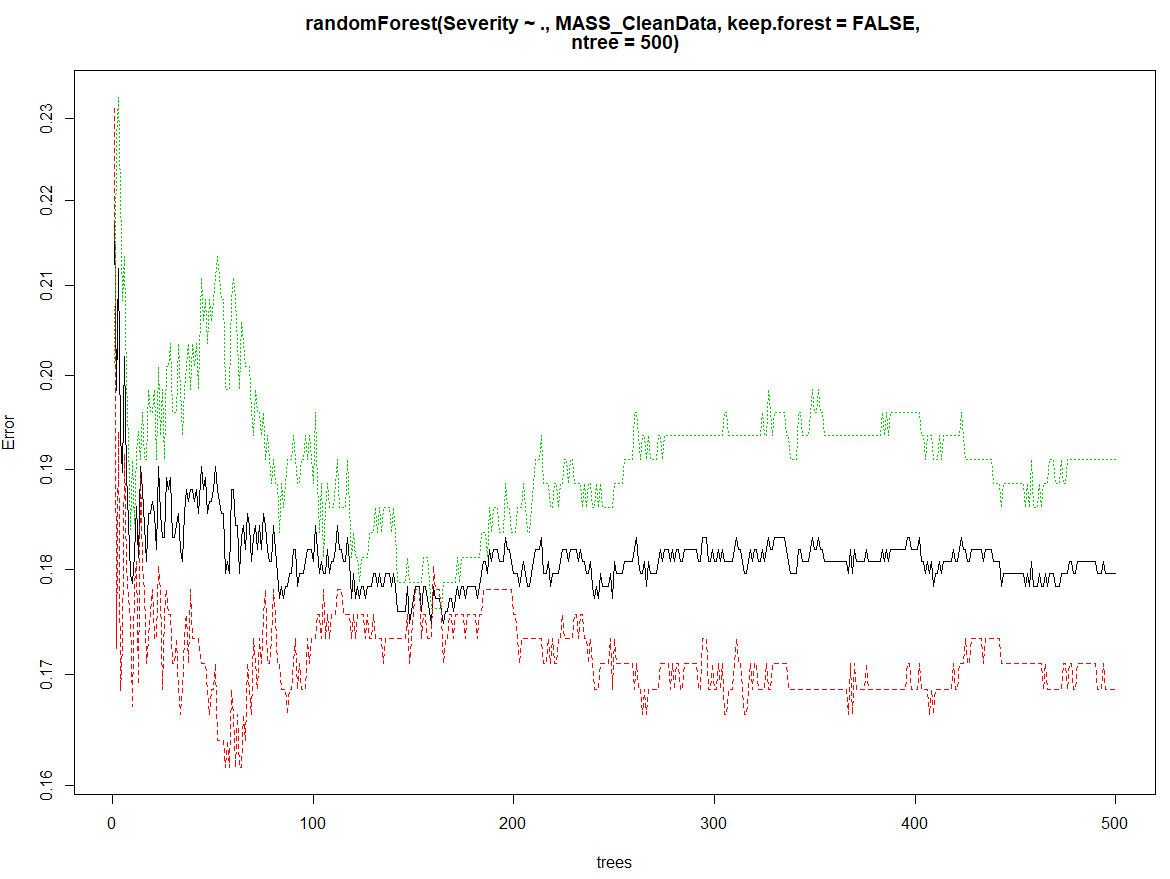 randomForest(Severity ~ ., MASS_CleanData, keep.forest = FALSE,
ntree = 500)
Error
0.23
0.22
0.21
0.20
0.19
0.18
0.17
0.16
0 100 200 300 400 500
trees